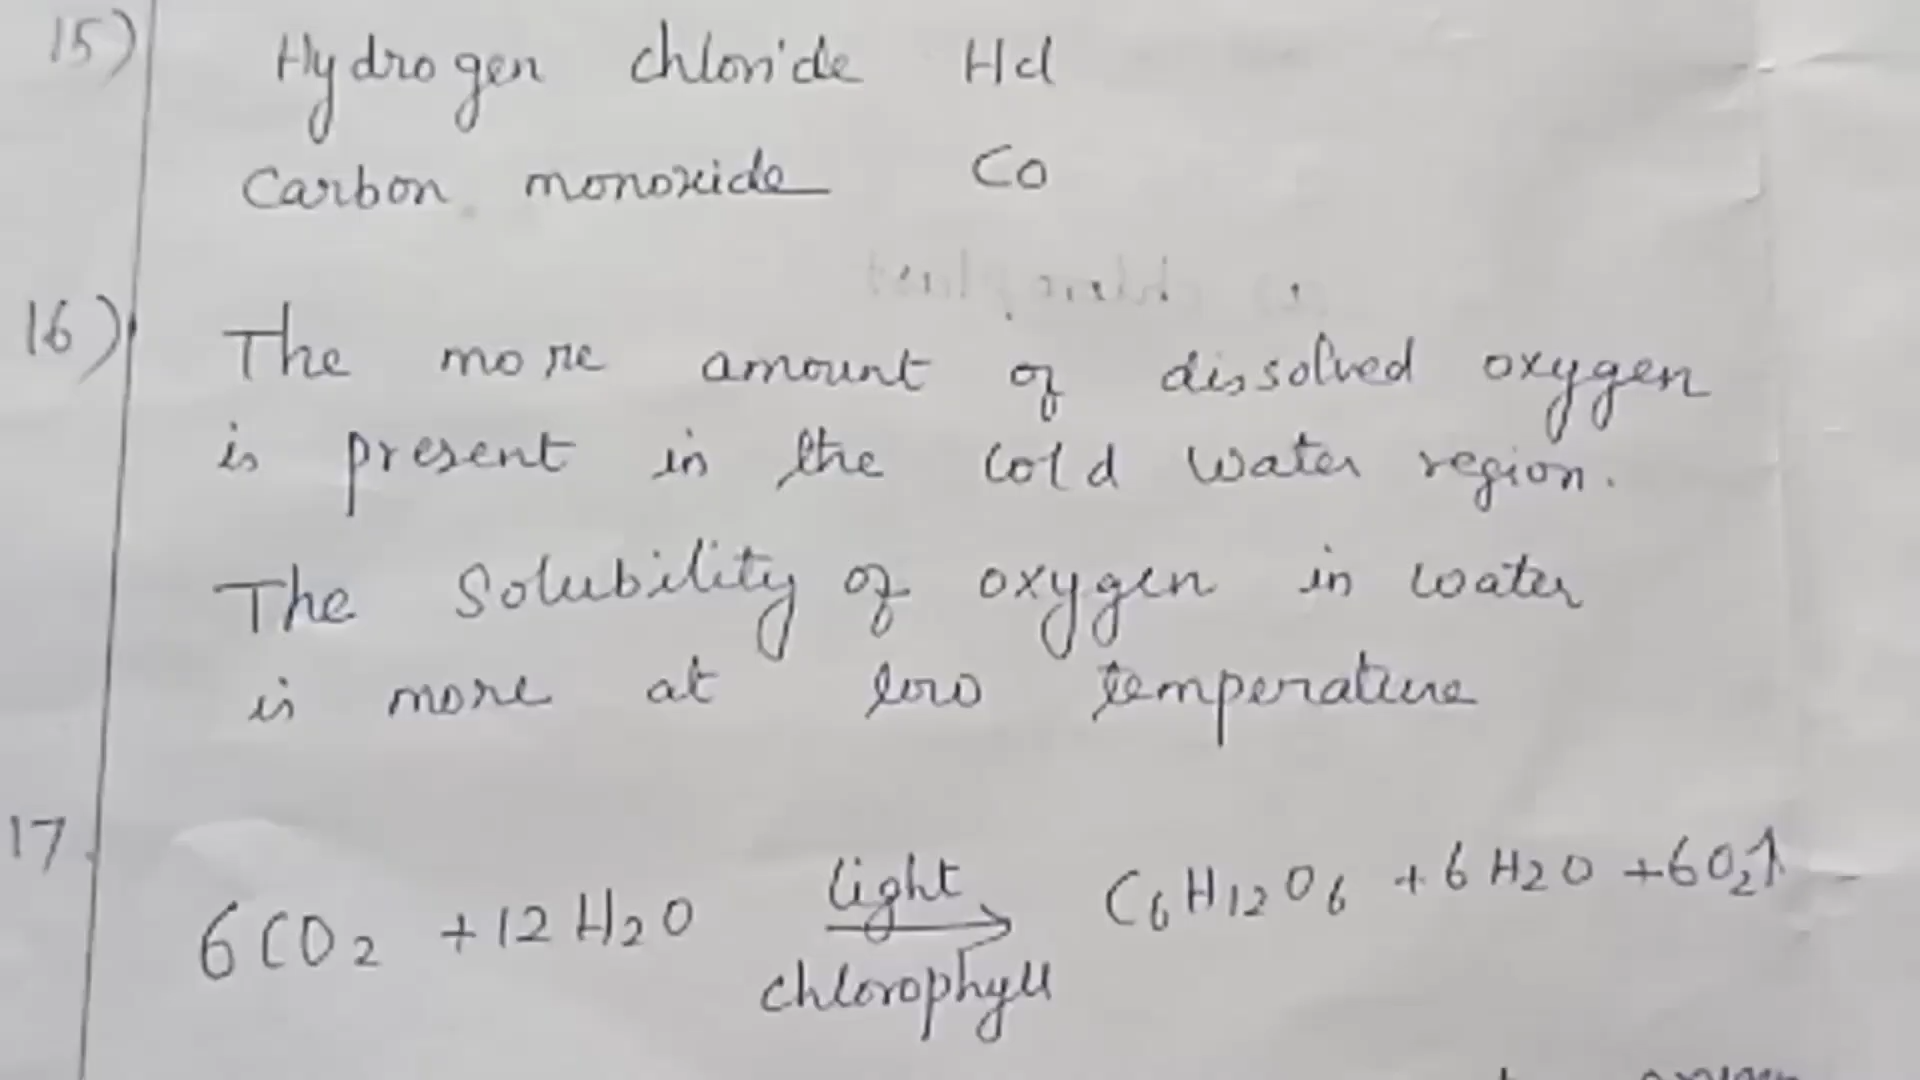 15) Hydrogen chloride HCl
Carbon monoxide CO
16) The more amount of dissolved oxygen
is present in the cold water region.
The Solubility of oxygen in water
is more at low temperature
17. 6CO₂ + 12H₂O light → chlorophyll C₆H₁₂O₆ + 6H₂O + 6O₂↑